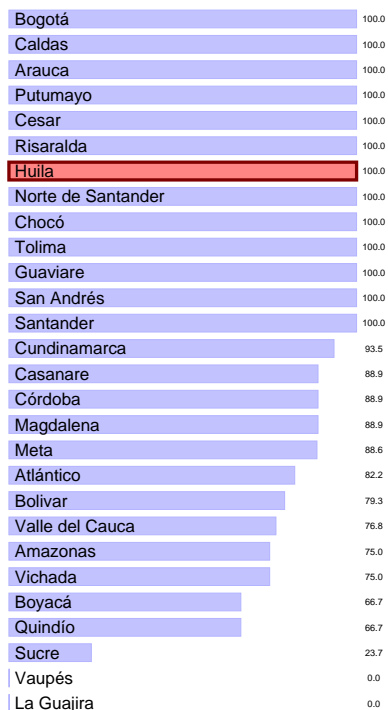 Bogotá 100.0
Caldas 100.0
Arauca 100.0
Putumayo 100.0
Cesar 100.0
Risaralda 100.0
Huila 100.0
Norte de Santander 100.0
Chocó 100.0
Tolima 100.0
Guaviare 100.0
San Andrés 100.0
Santander 100.0
Cundinamarca 93.5
Casanare 88.9
Córdoba 88.9
Magdalena 88.9
Meta 88.6
Atlántico 82.2
Bolivar 79.3
Valle del Cauca 76.8
Amazonas 75.0
Vichada 75.0
Boyacá 66.7
Quindío 66.7
Sucre 23.7
Vaupés 0.0
La Guajira 0.0